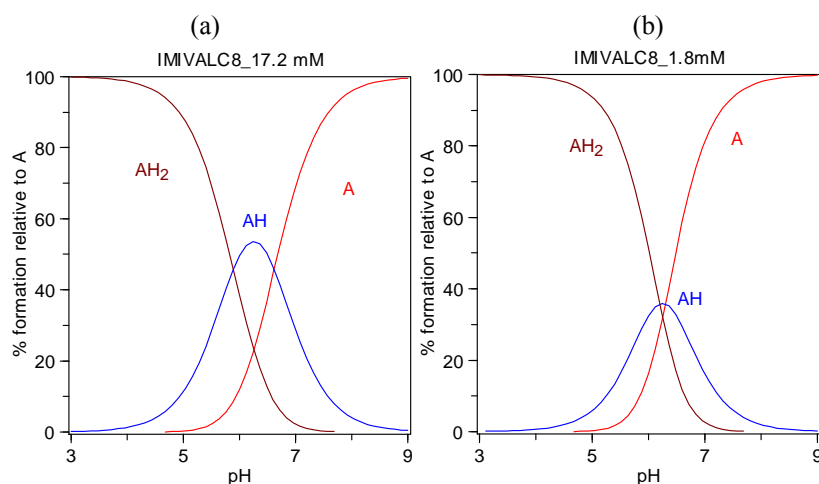 (a)
IMIVALC8_17.2 mM
100
80
60
40
20
0
% formation relative to A
AH2
AH
A
3
5
7
9
pH
(b)
IMIVALC8_1.8mM
100
80
60
40
20
0
% formation relative to A
AH2
A
AH
3
5
7
9
pH